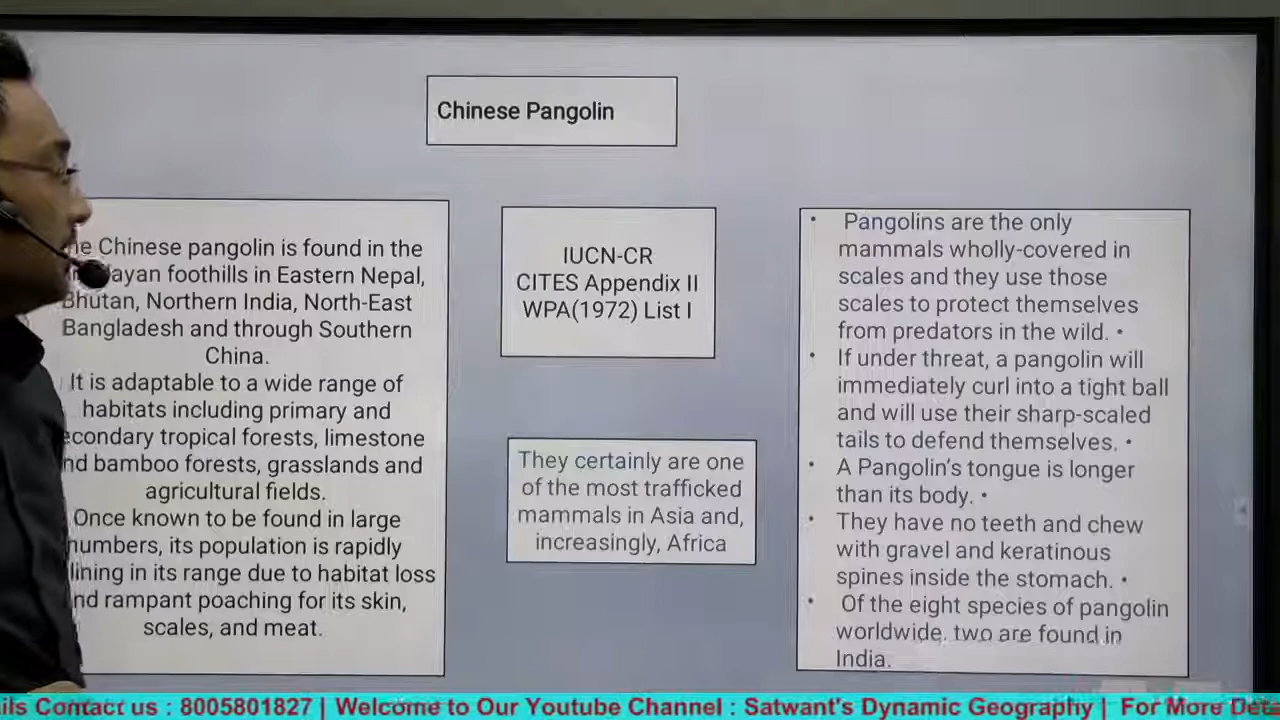 Chinese Pangolin
Chinese pangolin is found in the
foothills in Eastern Nepal,
Bhutan, Northern India, North-East
Bangladesh and through Southern
China.
It is adaptable to a wide range of
habitats including primary and
tropical forests, limestone
bamboo forests, grasslands and
agricultural fields.
Once known to be found in large
numbers, its population is rapidly
in its range due to habitat loss
rampant poaching for its skin,
scales, and meat.
IUCN-CR
CITES Appendix II
WPA(1972) List I
They certainly are one
of the most trafficked
mammals in Asia and,
increasingly, Africa
• Pangolins are the only
mammals wholly-covered in
scales and they use those
scales to protect themselves
from predators in the wild. •
• If under threat, a pangolin will
immediately curl into a tight ball
and will use their sharp-scaled
tails to defend themselves. •
• A Pangolin's tongue is longer
than its body. •
• They have no teeth and chew
with gravel and keratinous
spines inside the stomach. •
• Of the eight species of pangolin
worldwide. two are found in
India.
Contact us : 8005801827 | Welcome to Our Youtube Channel : Satwant's Dynamic Geography | For More